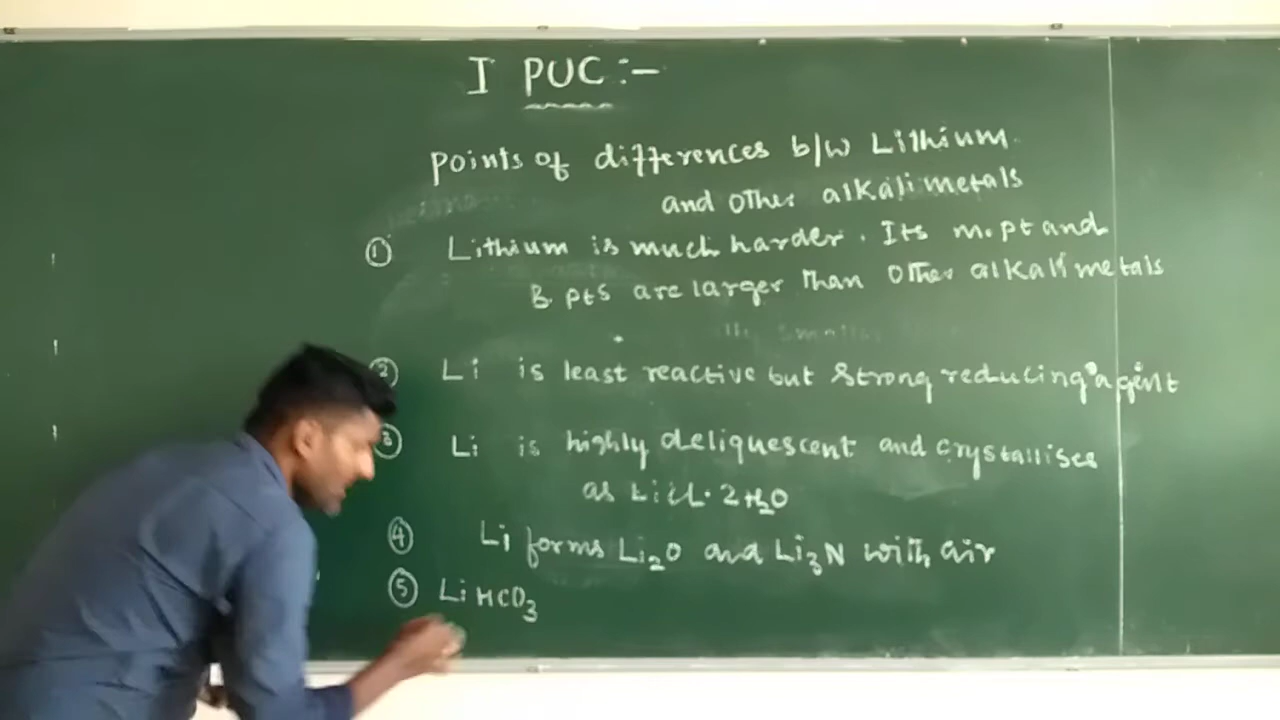 I PUC :-
Points of differences b/w Lithium
and other alkali metals
① Lithium is much harder. Its m.pt and
B. pts are larger than other alkali metals
② Li is least reactive but strong reducing agent
③ Li is highly deliquescent and crystallises
as LiCl·2H₂O
④ Li forms Li₂O and Li₃N with air
⑤ LiHCO₃